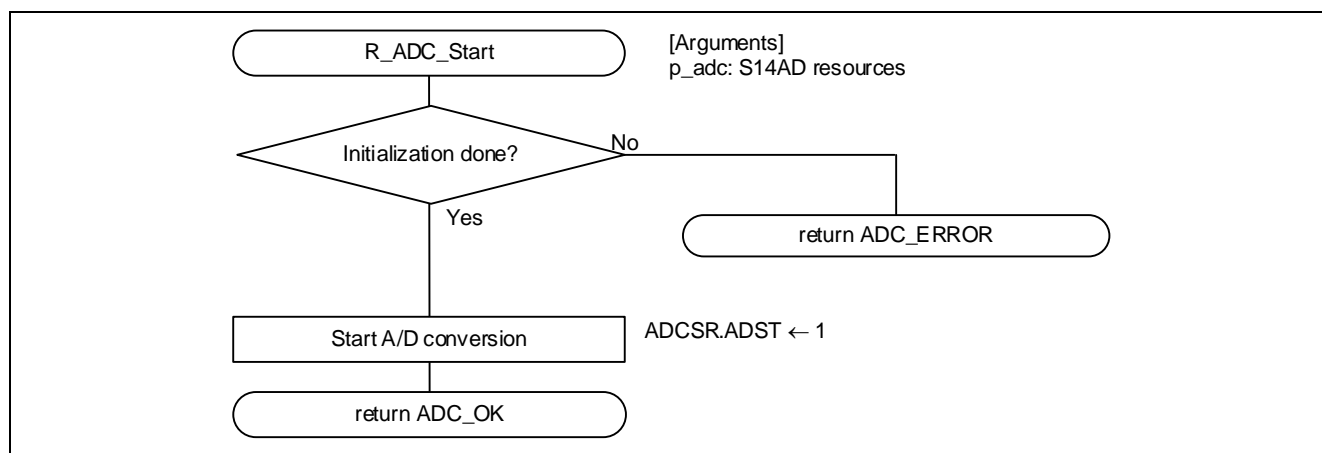 R_ADC_Start
[Arguments]
p_adc: S14AD resources
Initialization done?
No
Yes
return ADC_ERROR
Start A/D conversion
ADCSR.ADST ← 1
return ADC_OK